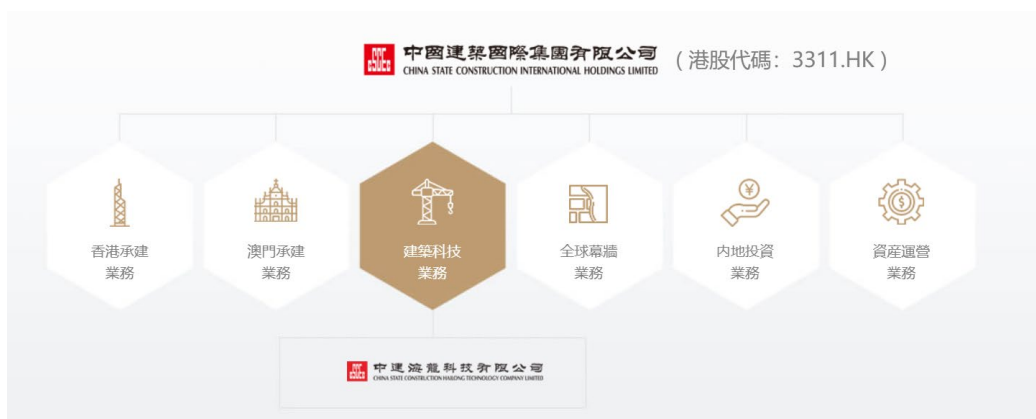 中國建築國際集團有限公司
CHINA STATE CONSTRUCTION INTERNATIONAL HOLDINGS LIMITED
(港股代碼：3311.HK)
香港承建
業務
澳門承建
業務
建築科技
業務
全球幕牆
業務
内地投資
業務
資産運營
業務
中建海龍科技有限公司
CHINA STATE CONSTRUCTION HAILONG TECHNOLOGY COMPANY LIMITED